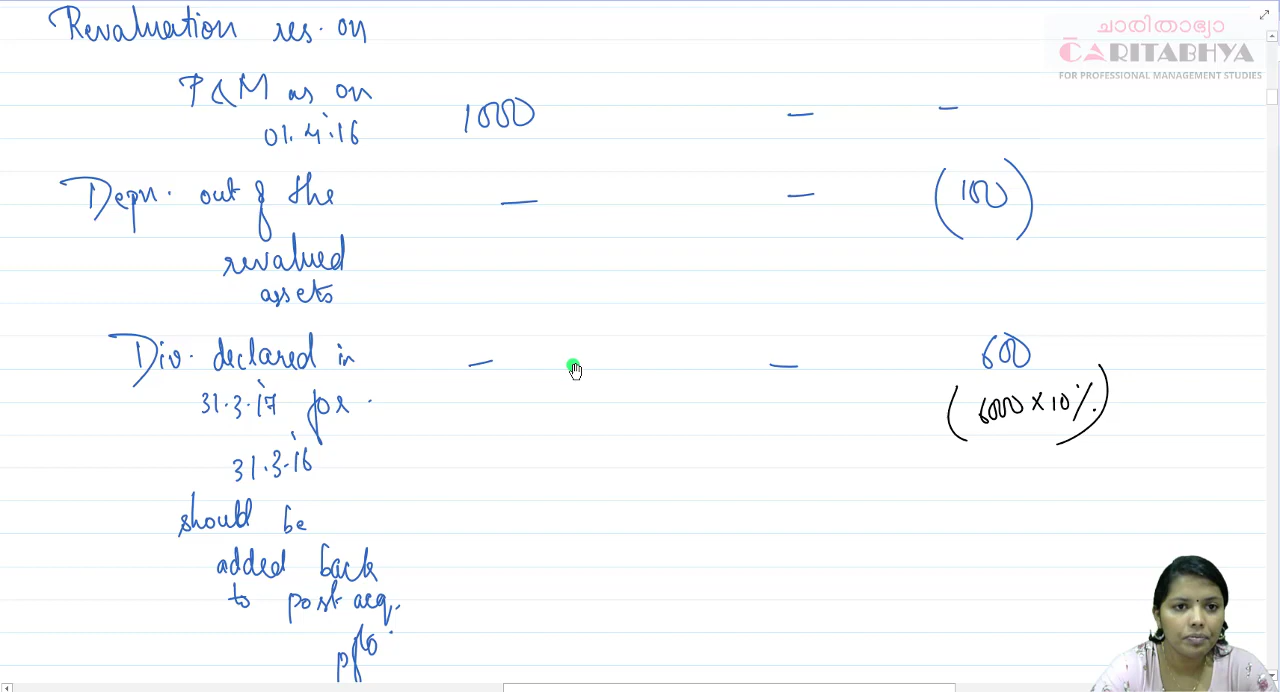 Revaluation res. on
ചാരിതാഭ്യാ
CARITABHYA
FOR PROFESSIONAL MANAGEMENT STUDIES
P & M as on
01.4.16 1000 – –
Depn. out of the – – (100)
revalued
assets
Div. declared in – – 600
31.3.17 for (6000 x 10%)
31.3.16
should be
added back
to post acq.